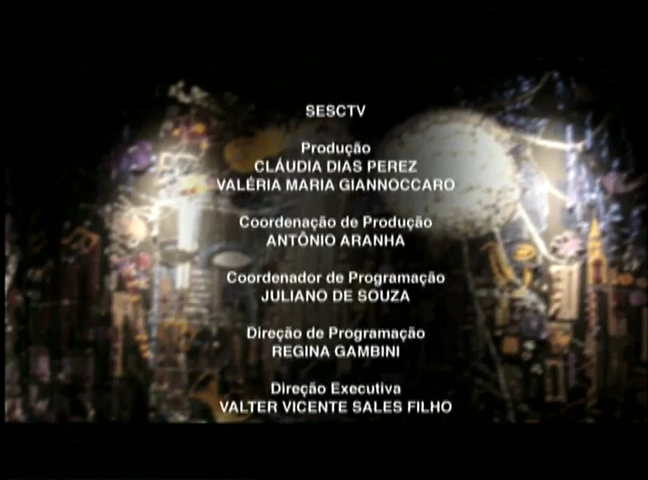 SESCTV
Produção
CLÁUDIA DIAS PEREZ
VALÉRIA MARIA GIANNOCCARO
Coordenação de Produção
ANTÔNIO ARANHA
Coordenador de Programação
JULIANO DE SOUZA
Direção de Programação
REGINA GAMBINI
Direção Executiva
VALTER VICENTE SALES FILHO